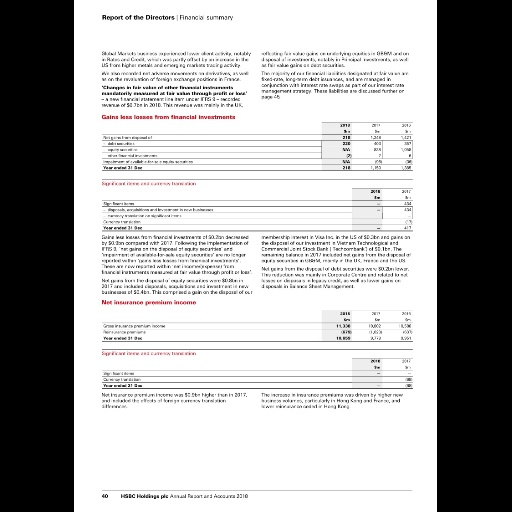 Report of the Directors | Financial summary
Global Markets business experienced lower client activity, notably
in Rates and Credit, which was partly offset by an increase in the
US from higher metals and emerging markets trading activity.
We also recorded net adverse movements on derivatives, as well
as on the revaluation of foreign exchange positions in France.
'Changes in fair value of other financial instruments
mandatorily measured at fair value through profit or loss'
– a new financial statement line item under IFRS 9 – recorded
revenue of $0.7bn in 2018. This revenue was mainly in the UK,
reflecting fair value gains on underlying equities in GB&M and on
disposal of investments, notably in Principal Investments, as well
as fair value gains on debt securities.
The majority of our financial liabilities designated at fair value are
fixed-rate, long-term debt issuances, and are managed in
conjunction with interest rate swaps as part of our interest rate
management strategy. These liabilities are discussed further on
page 45.
Gains less losses from financial investments
2018 2017 2016
$m $m $m
Net gains from disposal of 218 1,248 1,421
– debt securities
– equity securities N/A
– other financial investments
Impairment of available-for-sale equity securities N/A
Year ended 31 Dec 218 1,150 1,385
Significant items and currency translation
2018 2017
$m $m
Significant items – 434
– disposals, acquisitions and investment in new businesses – 434
– currency translation on significant items
Currency translation
Year ended 31 Dec – 417
Gains less losses from financial investments of $0.2bn decreased
by $0.9bn compared with 2017. Following the implementation of
IFRS 9, 'net gains on the disposal of equity securities' and
'impairment of available-for-sale equity securities' are no longer
reported within 'gains less losses from financial investments'.
These are now reported within 'net income/(expense) from
financial instruments measured at fair value through profit or loss'.
Net gains from the disposal of equity securities were $0.8bn in
2017 and included disposals, acquisitions and investment in new
businesses of $0.4bn. This comprised a gain on the disposal of our
membership interest in Visa Inc. in the US of $0.3bn and gains on
the disposal of our investment in Vietnam Technological and
Commercial Joint Stock Bank ('Techcombank') of $0.1bn. The
remaining balance in 2017 included net gains from the disposal of
equity securities in GB&M, mainly in the UK, France and the US.
Net gains from the disposal of debt securities were $0.2bn lower.
This reduction was mainly in Corporate Centre and related to net
losses on disposals in legacy credit, as well as lower gains on
disposals in Balance Sheet Management.
Net insurance premium income
2018 2017 2016
$m $m $m
Gross insurance premium income 11,338 10,802 10,588
Reinsurance premiums (679) (1,023) (637)
Year ended 31 Dec 10,659 9,779 9,951
Significant items and currency translation
2018 2017
$m $m
Significant items – –
Currency translation
Year ended 31 Dec
Net insurance premium income was $0.9bn higher than in 2017,
and included the effects of foreign currency translation
differences.
The increase in insurance premiums was driven by higher new
business volumes, particularly in Hong Kong and France, and
lower reinsurance ceded in Hong Kong.
40 HSBC Holdings plc Annual Report and Accounts 2018